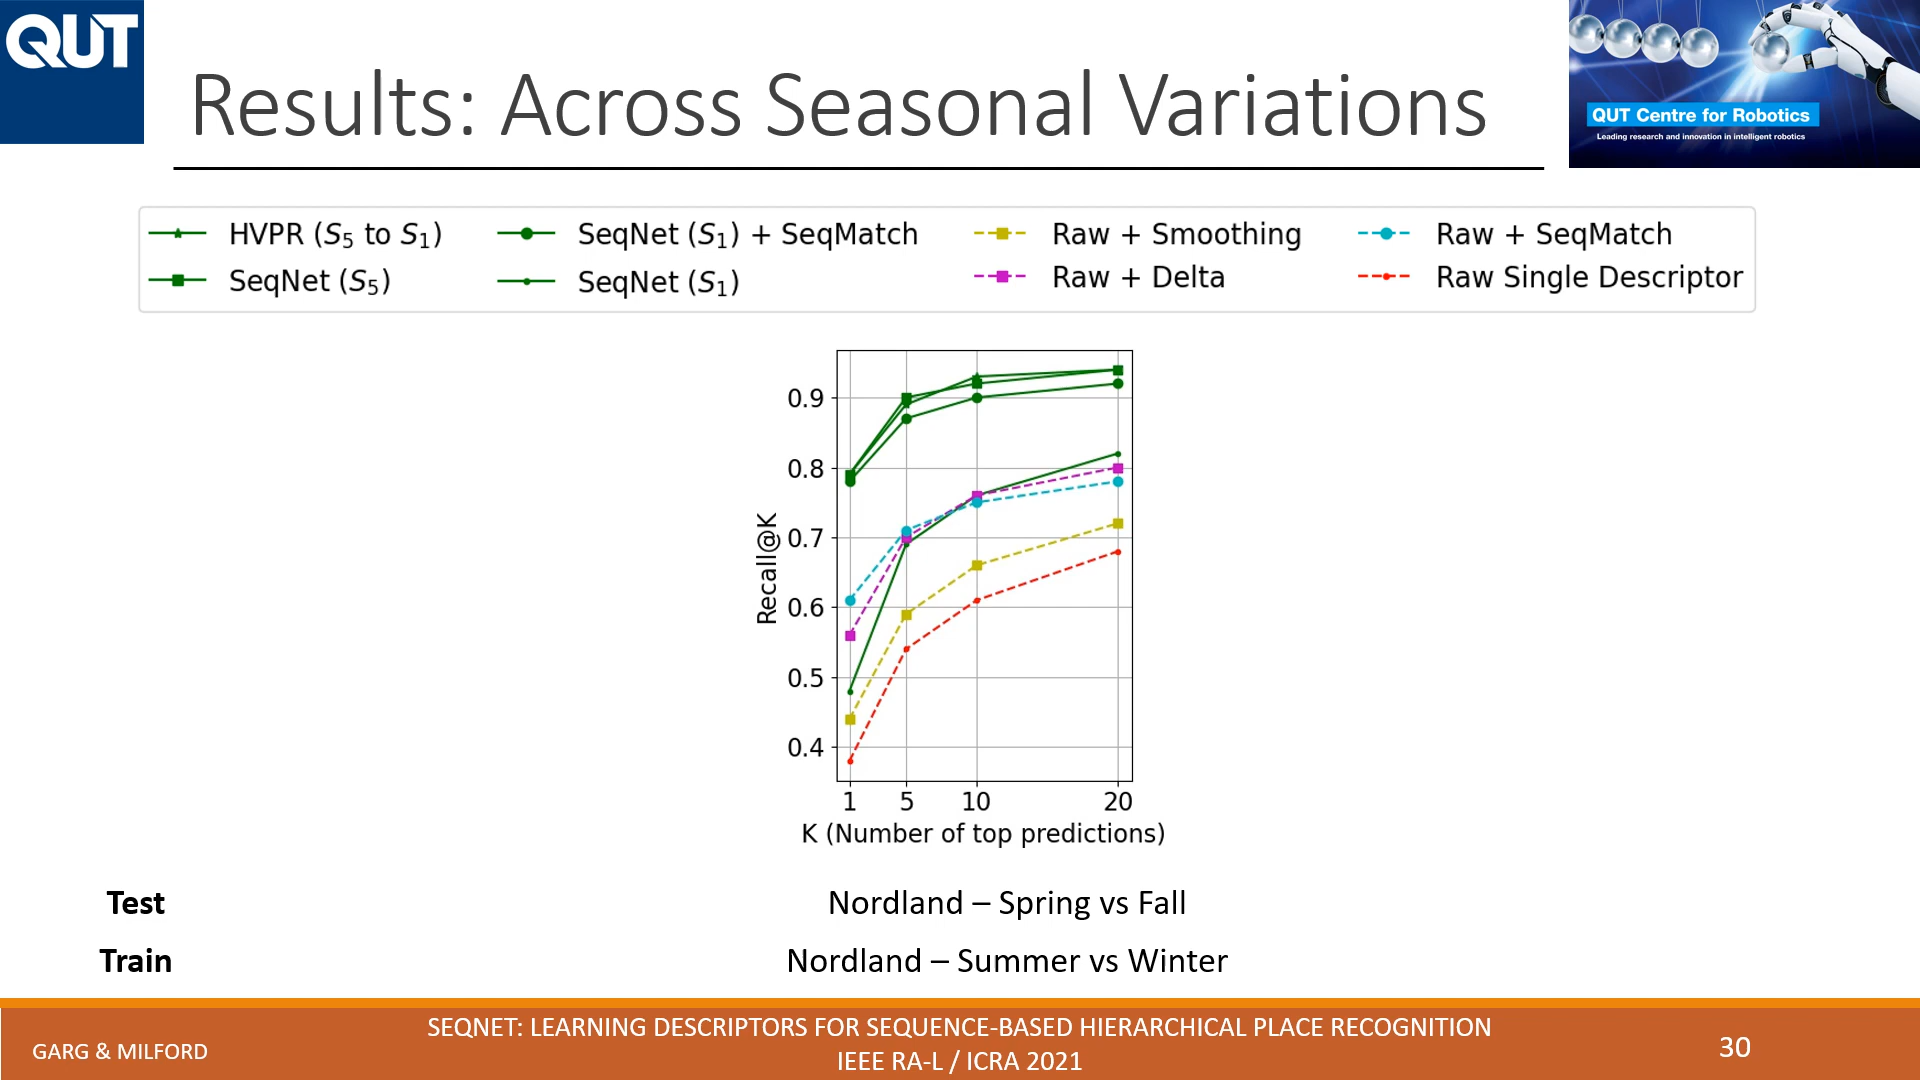 QUT
Results: Across Seasonal Variations
QUT Centre for Robotics
Leading research and innovation in intelligent robotics
HVPR (S5 to S1)
SeqNet (S1) + SeqMatch
Raw + Smoothing
Raw + SeqMatch
SeqNet (S5)
SeqNet (S1)
Raw + Delta
Raw Single Descriptor
0.9
0.8
0.7
0.6
0.5
0.4
Recall@K
1 5 10 20
K (Number of top predictions)
Test
Nordland – Spring vs Fall
Train
Nordland – Summer vs Winter
GARG & MILFORD
SEQNET: LEARNING DESCRIPTORS FOR SEQUENCE-BASED HIERARCHICAL PLACE RECOGNITION
IEEE RA-L / ICRA 2021
30